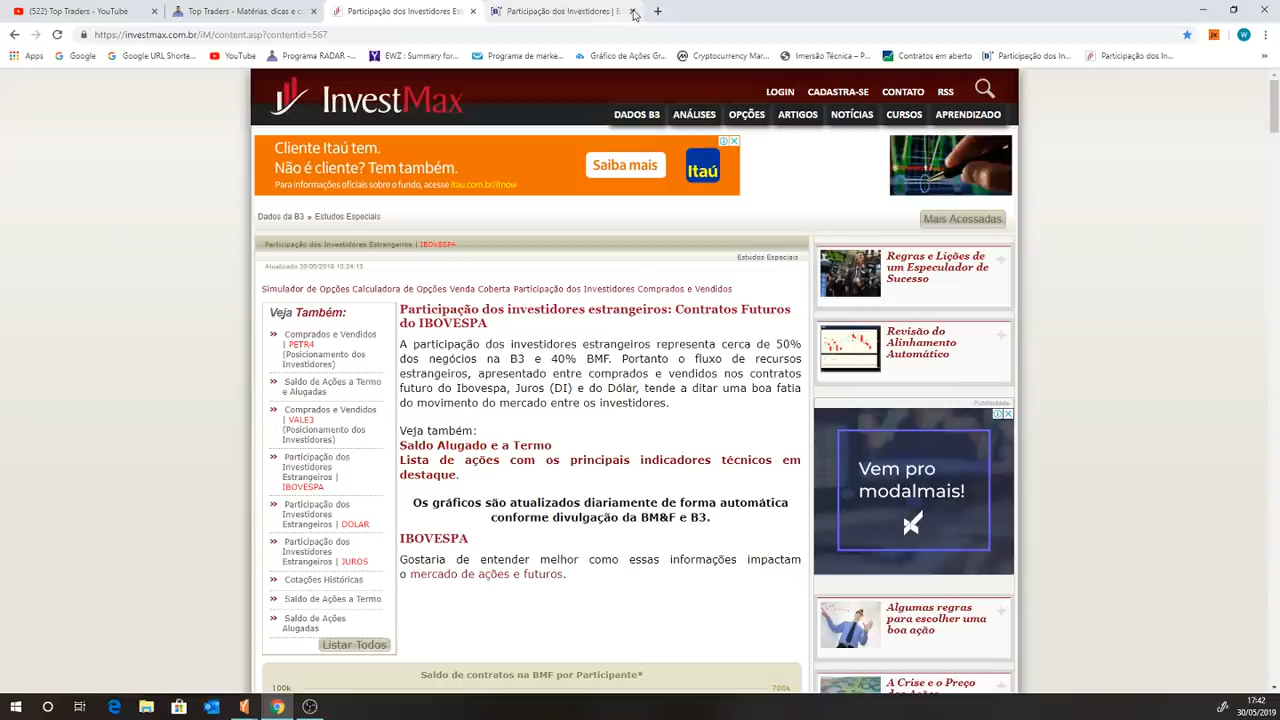 (522) Top Traders - YouTube
Top Traders - Matérias, dicas e co
Participação dos Investidores Est
Participação dos Investidores | B
https://investmax.com.br/iM/content.asp?contentid=567
W
Apps
Google
Google URL Shorte...
YouTube
Programa RADAR -...
EWZ : Summary for...
Programa de marke...
Gráfico de Ações Gr...
Cryptocurrency Mar...
Imersão Técnica – P...
Contratos em aberto
Participação dos In...
Participação dos In...
»
InvestMax
LOGIN CADASTRA-SE CONTATO RSS
DADOS B3 ANÁLISES OPÇÕES ARTIGOS NOTÍCIAS CURSOS APRENDIZADO
Cliente Itaú tem.
Não é cliente? Tem também.
Para informações oficiais sobre o fundo, acesse itau.com.br/itnow
Saiba mais
Itaú
Dados da B3 » Estudos Especiais
Mais Acessadas
Participação dos Investidores Estrangeiros | IBOVESPA
Estudos Especiais
Atualizado 30/05/2019 10:24:13
Simulador de Opções Calculadora de Opções Venda Coberta Participação dos Investidores Comprados e Vendidos
Veja Também:
» Comprados e Vendidos
| PETR4
(Posicionamento dos
Investidores)
» Saldo de Ações a Termo
e Alugadas
» Comprados e Vendidos
| VALE3
(Posicionamento dos
Investidores)
» Participação dos
Investidores
Estrangeiros |
IBOVESPA
» Participação dos
Investidores
Estrangeiros | DOLAR
» Participação dos
Investidores
Estrangeiros | JUROS
» Cotações Históricas
» Saldo de Ações a Termo
» Saldo de Ações
Alugadas
Listar Todos
Participação dos investidores estrangeiros: Contratos Futuros
do IBOVESPA
A participação dos investidores estrangeiros representa cerca de 50%
dos negócios na B3 e 40% BMF. Portanto o fluxo de recursos
estrangeiros, apresentado entre comprados e vendidos nos contratos
futuro do Ibovespa, Juros (DI) e do Dólar, tende a ditar uma boa fatia
do movimento do mercado entre os investidores.
Veja também:
Saldo Alugado e a Termo
Lista de ações com os principais indicadores técnicos em
destaque.
Os gráficos são atualizados diariamente de forma automática
conforme divulgação da BM&F e B3.
IBOVESPA
Gostaria de entender melhor como essas informações impactam
o mercado de ações e futuros.
Saldo de contratos na BMF por Participante*
100k
700k
Regras e Lições de
um Especulador de
Sucesso
Revisão do
Alinhamento
Automático
Publicidade
Vem pro
modalmais!
Algumas regras
para escolher uma
boa ação
A Crise e o Preço
das Ações
17:42
30/05/2019